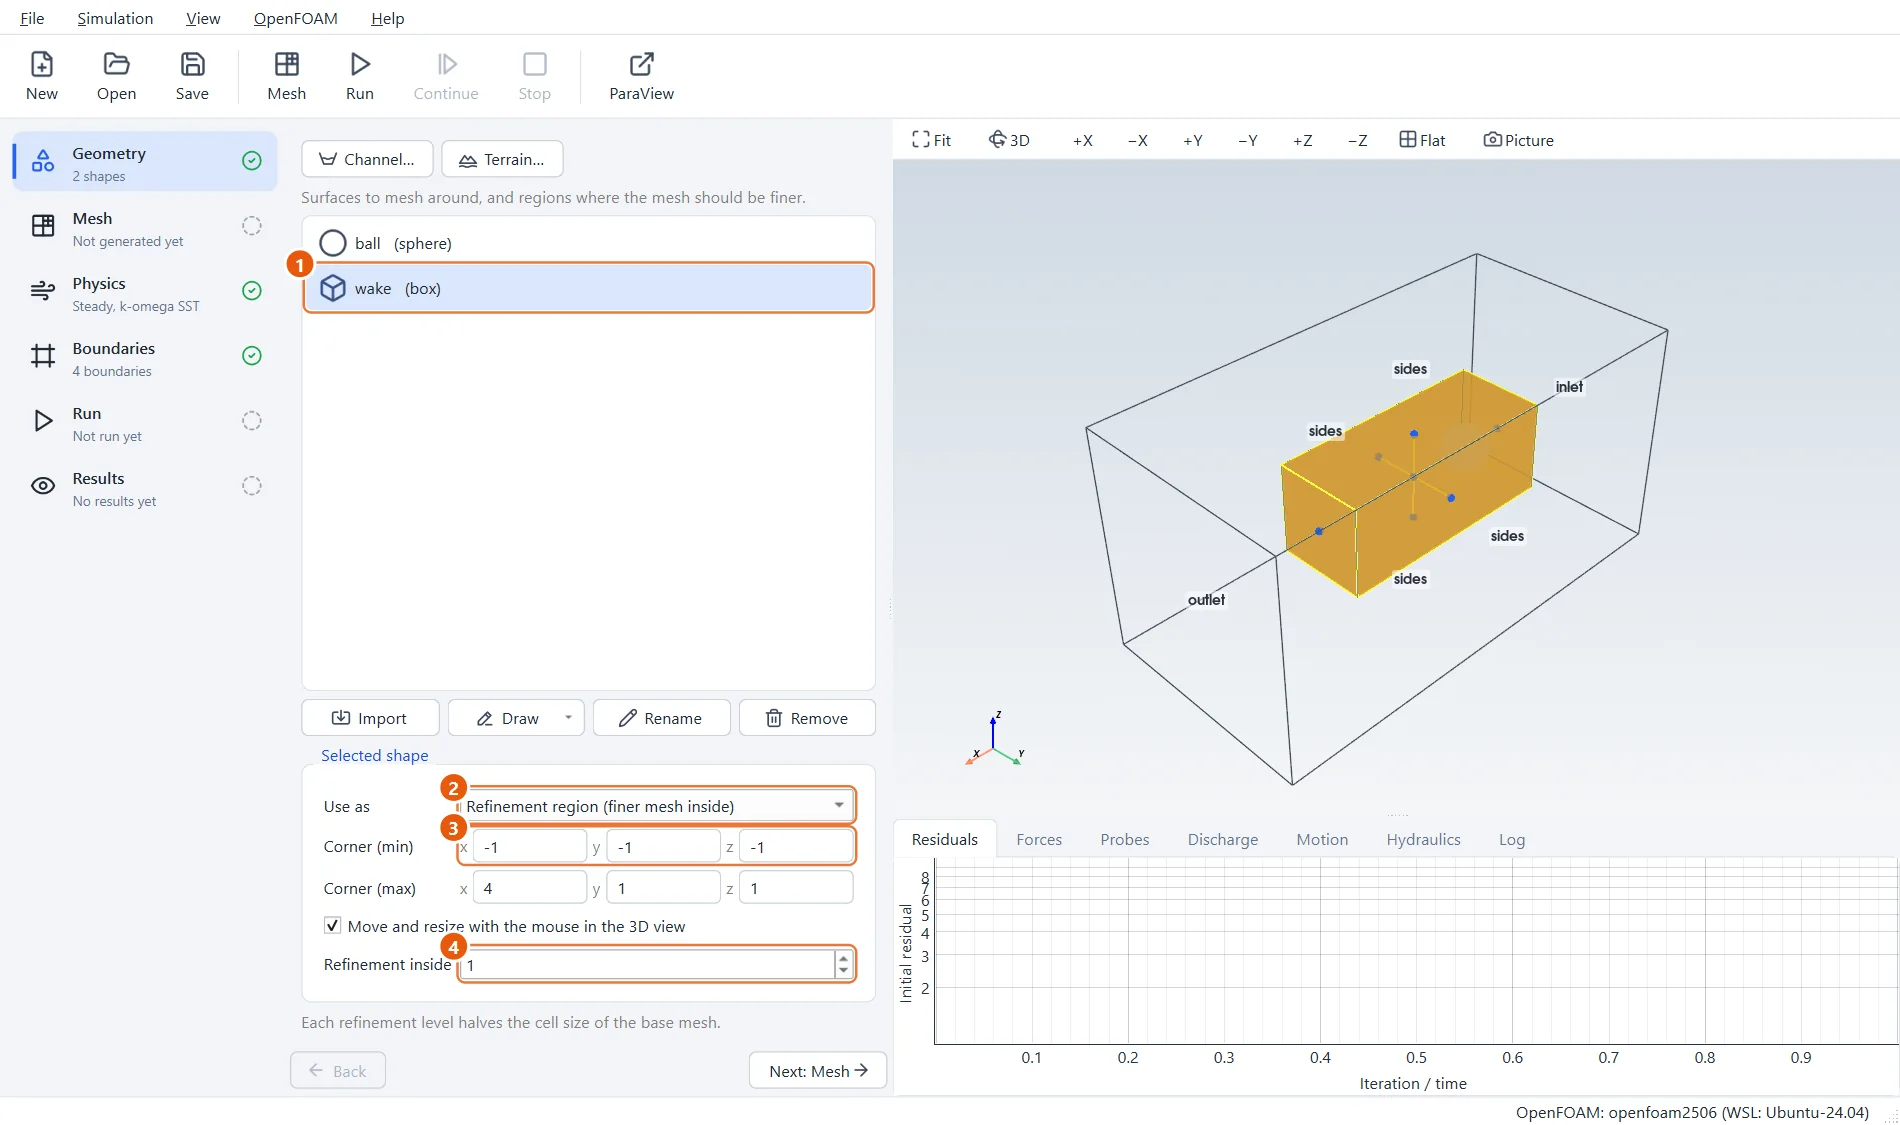 File Simulation View OpenFOAM Help
New Open Save Mesh Run Continue Stop ParaView
Geometry
2 shapes
Mesh
Not generated yet
Physics
Steady, k-omega SST
Boundaries
4 boundaries
Run
Not run yet
Results
No results yet
Channel... Terrain...
Surfaces to mesh around, and regions where the mesh should be finer.
ball (sphere)
1
wake (box)
Import Draw Rename Remove
Selected shape
2
Use as Refinement region (finer mesh inside)
3
Corner (min) x -1 y -1 z -1
Corner (max) x 4 y 1 z 1
Move and resize with the mouse in the 3D view
4
Refinement inside 1
Each refinement level halves the cell size of the base mesh.
Back Next: Mesh
Fit 3D +X −X +Y −Y +Z −Z Flat Picture
sides
inlet
sides
sides
sides
outlet
Z
X Y
Residuals Forces Probes Discharge Motion Hydraulics Log
8
7
6
5
4
3
2
Initial residual
0.1 0.2 0.3 0.4 0.5 0.6 0.7 0.8 0.9
Iteration / time
OpenFOAM: openfoam2506 (WSL: Ubuntu-24.04)